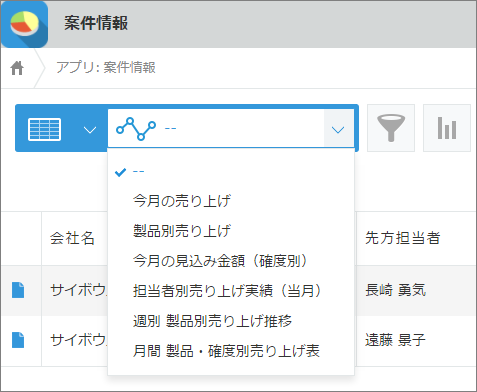 案件情報
アプリ: 案件情報
--
--
今月の売り上げ
製品別売り上げ
今月の見込み金額（確度別）
担当者別売り上げ実績（当月）
週別 製品別売り上げ推移
月間 製品・確度別売り上げ表
会社名 先方担当者
サイボウ 長崎 勇気
サイボウ 遠藤 景子